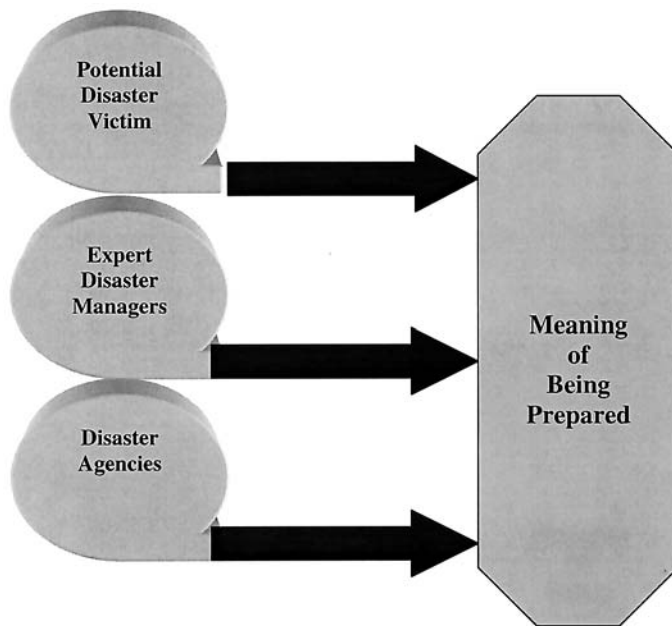 Potential
Disaster
Victim
Expert
Disaster
Managers
Disaster
Agencies
Meaning
of
Being
Prepared